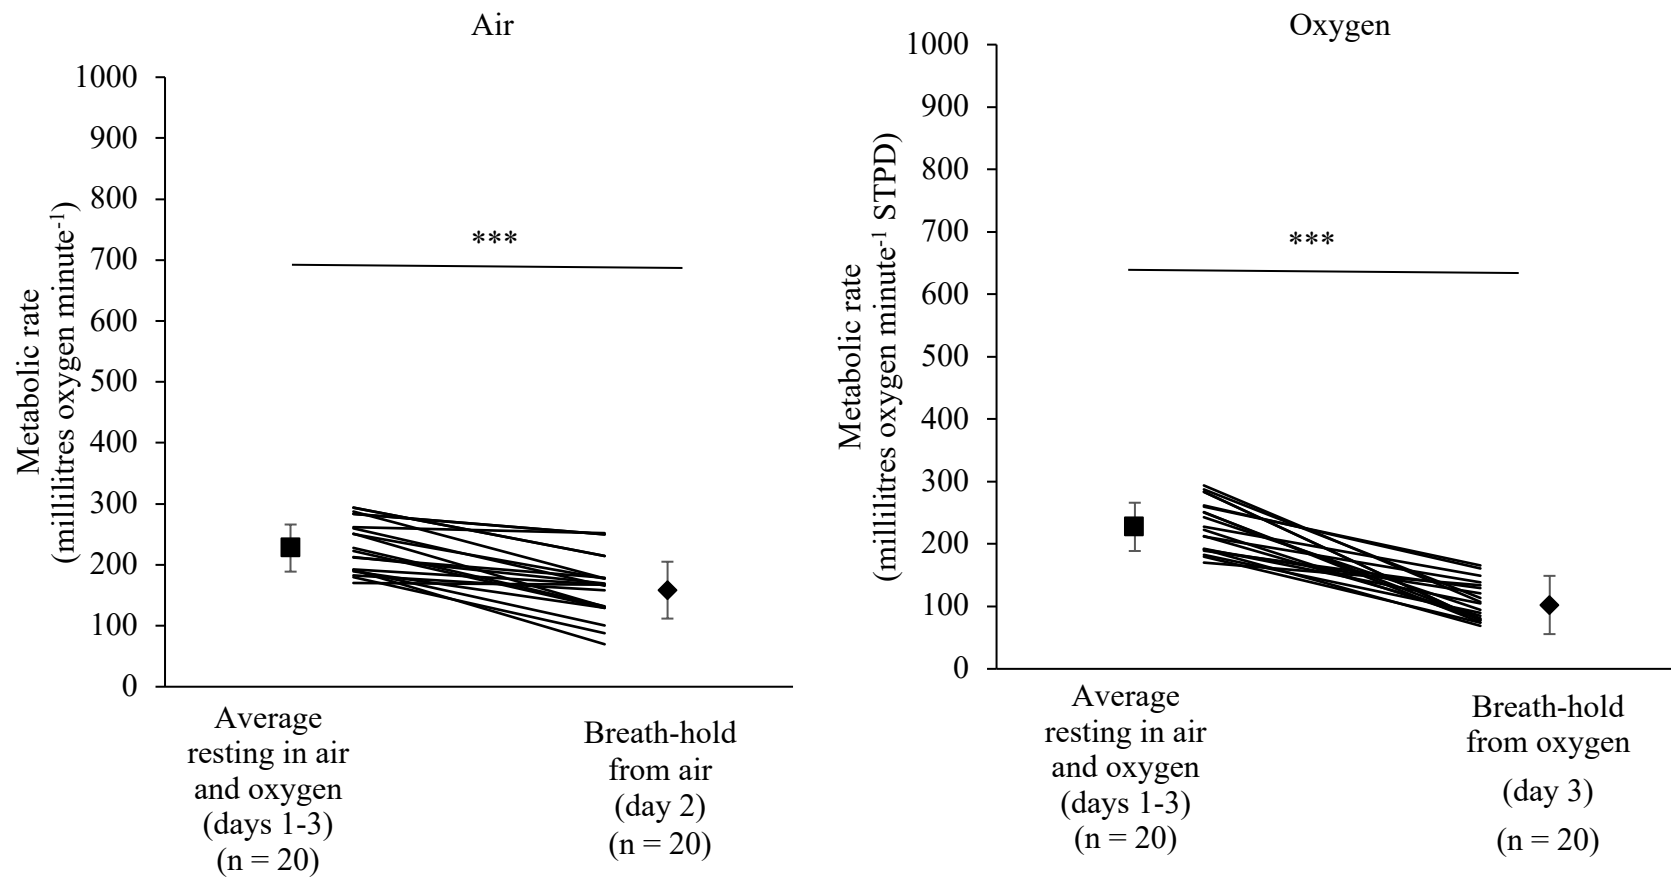 Air
1000
900
800
700
600
500
400
300
200
100
0
Metabolic rate
(millilitres oxygen minute⁻¹)
***
Average
resting in air
and oxygen
(days 1-3)
(n = 20)
Breath-hold
from air
(day 2)
(n = 20)
Oxygen
1000
900
800
700
600
500
400
300
200
100
0
Metabolic rate
(millilitres oxygen minute⁻¹ STPD)
***
Average
resting in air
and oxygen
(days 1-3)
(n = 20)
Breath-hold
from oxygen
(day 3)
(n = 20)